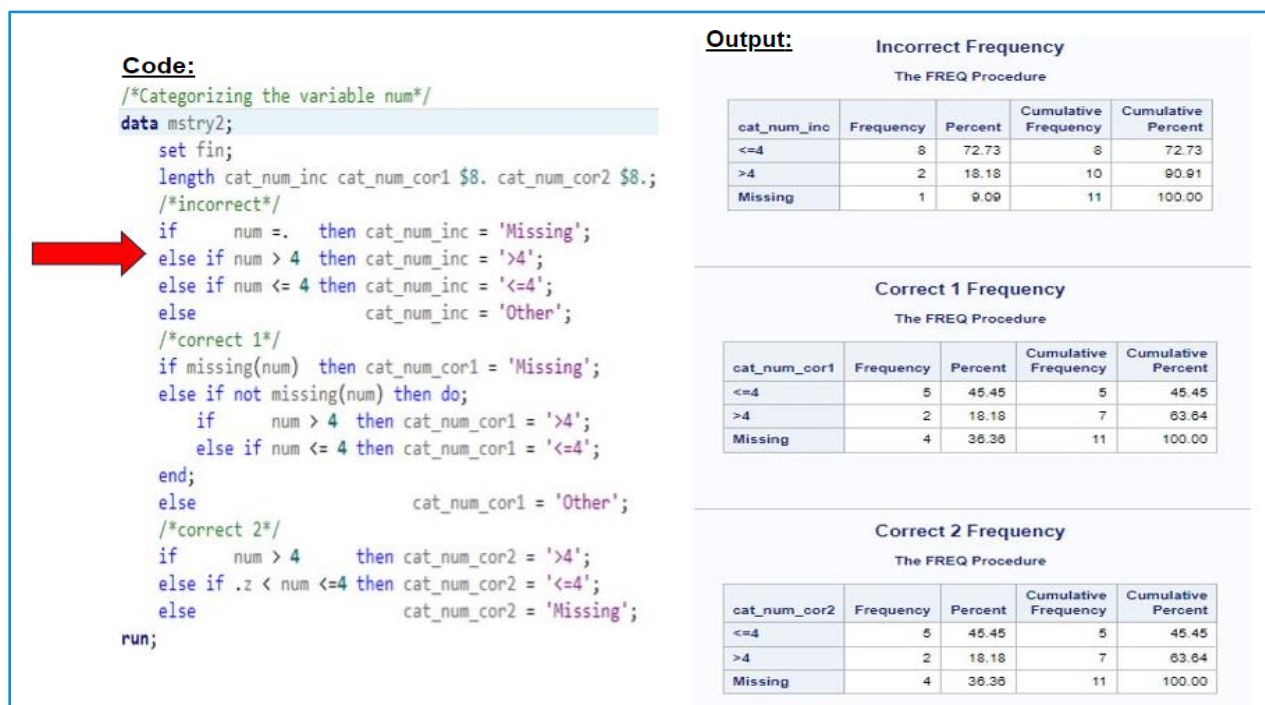 Code:
/*Categorizing the variable num*/
data mstry2;
set fin;
length cat_num_inc cat_num_cor1 $8. cat_num_cor2 $8.;
/*incorrect*/
if num =. then cat_num_inc = 'Missing';
else if num > 4 then cat_num_inc = '>4';
else if num <= 4 then cat_num_inc = '<=4';
else cat_num_inc = 'Other';
/*correct 1*/
if missing(num) then cat_num_cor1 = 'Missing';
else if not missing(num) then do;
if num > 4 then cat_num_cor1 = '>4';
else if num <= 4 then cat_num_cor1 = '<=4';
end;
else cat_num_cor1 = 'Other';
/*correct 2*/
if num > 4 then cat_num_cor2 = '>4';
else if .z < num <=4 then cat_num_cor2 = '<=4';
else cat_num_cor2 = 'Missing';
run;
Output:
Incorrect Frequency
The FREQ Procedure
cat_num_inc Frequency Percent Cumulative Frequency Cumulative Percent
<=4 8 72.73 8 72.73
>4 2 18.18 10 90.91
Missing 1 9.09 11 100.00
Correct 1 Frequency
The FREQ Procedure
cat_num_cor1 Frequency Percent Cumulative Frequency Cumulative Percent
<=4 5 45.45 5 45.45
>4 2 18.18 7 63.64
Missing 4 36.36 11 100.00
Correct 2 Frequency
The FREQ Procedure
cat_num_cor2 Frequency Percent Cumulative Frequency Cumulative Percent
<=4 5 45.45 5 45.45
>4 2 18.18 7 63.64
Missing 4 36.36 11 100.00